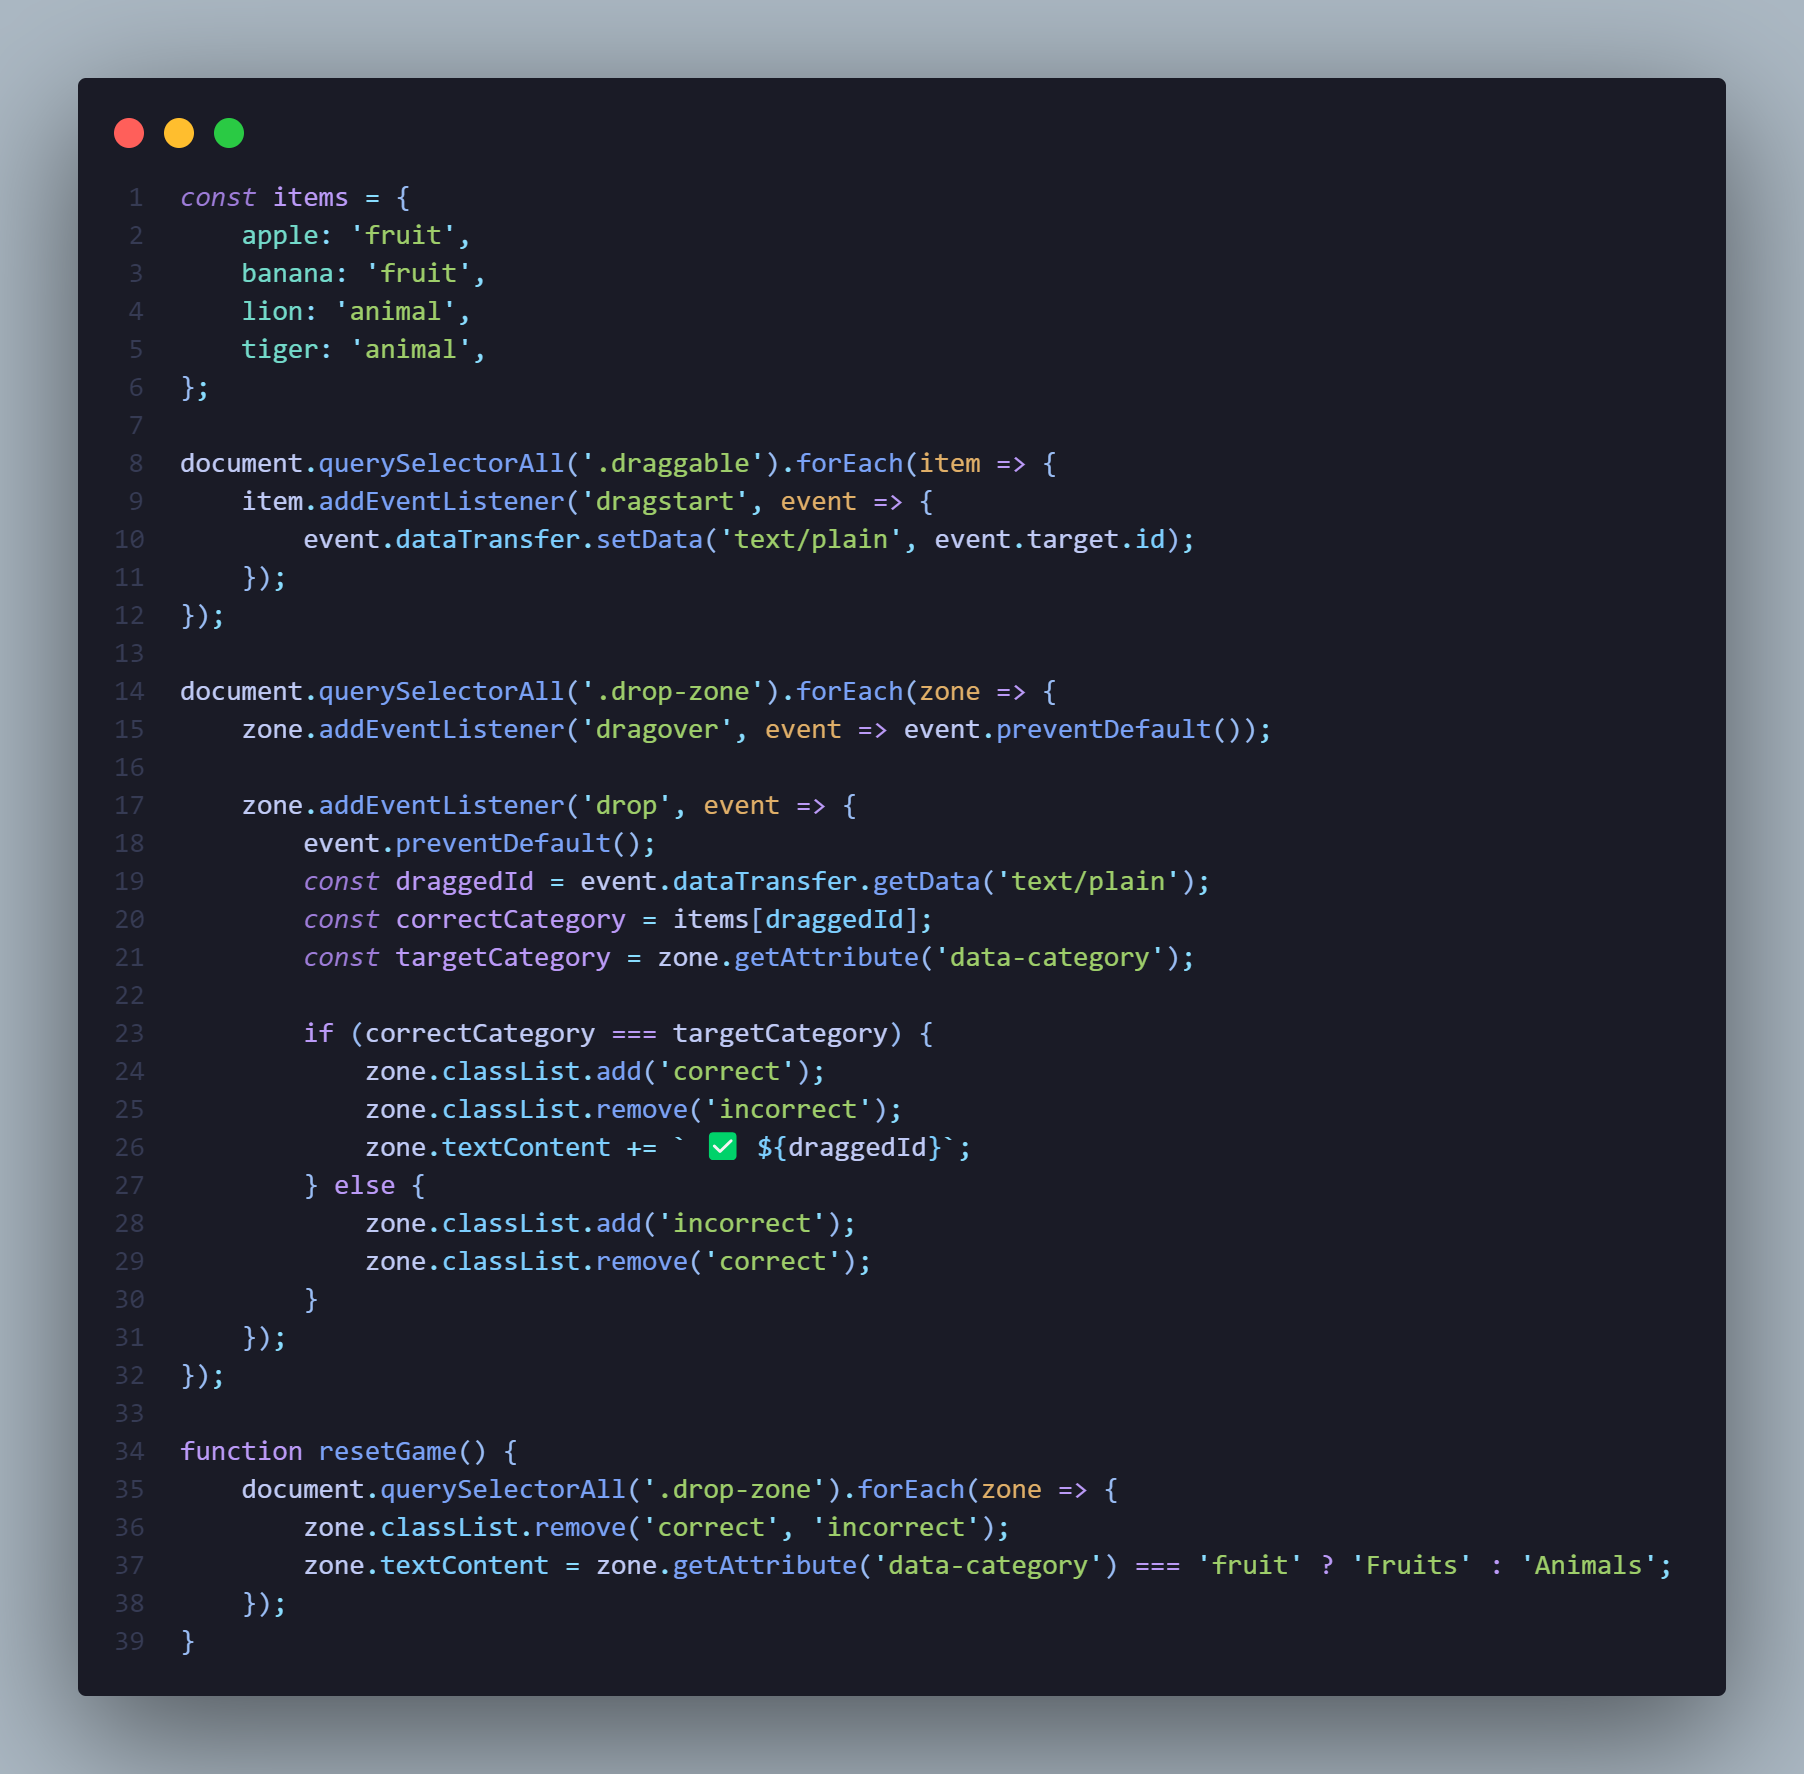 1 const items = {
2     apple: 'fruit',
3     banana: 'fruit',
4     lion: 'animal',
5     tiger: 'animal',
6 };
7
8 document.querySelectorAll('.draggable').forEach(item => {
9     item.addEventListener('dragstart', event => {
10         event.dataTransfer.setData('text/plain', event.target.id);
11     });
12 });
13
14 document.querySelectorAll('.drop-zone').forEach(zone => {
15     zone.addEventListener('dragover', event => event.preventDefault());
16
17     zone.addEventListener('drop', event => {
18         event.preventDefault();
19         const draggedId = event.dataTransfer.getData('text/plain');
20         const correctCategory = items[draggedId];
21         const targetCategory = zone.getAttribute('data-category');
22
23         if (correctCategory === targetCategory) {
24             zone.classList.add('correct');
25             zone.classList.remove('incorrect');
26             zone.textContent += ` ✅ ${draggedId}`;
27         } else {
28             zone.classList.add('incorrect');
29             zone.classList.remove('correct');
30         }
31     });
32 });
33
34 function resetGame() {
35     document.querySelectorAll('.drop-zone').forEach(zone => {
36         zone.classList.remove('correct', 'incorrect');
37         zone.textContent = zone.getAttribute('data-category') === 'fruit' ? 'Fruits' : 'Animals';
38     });
39 }